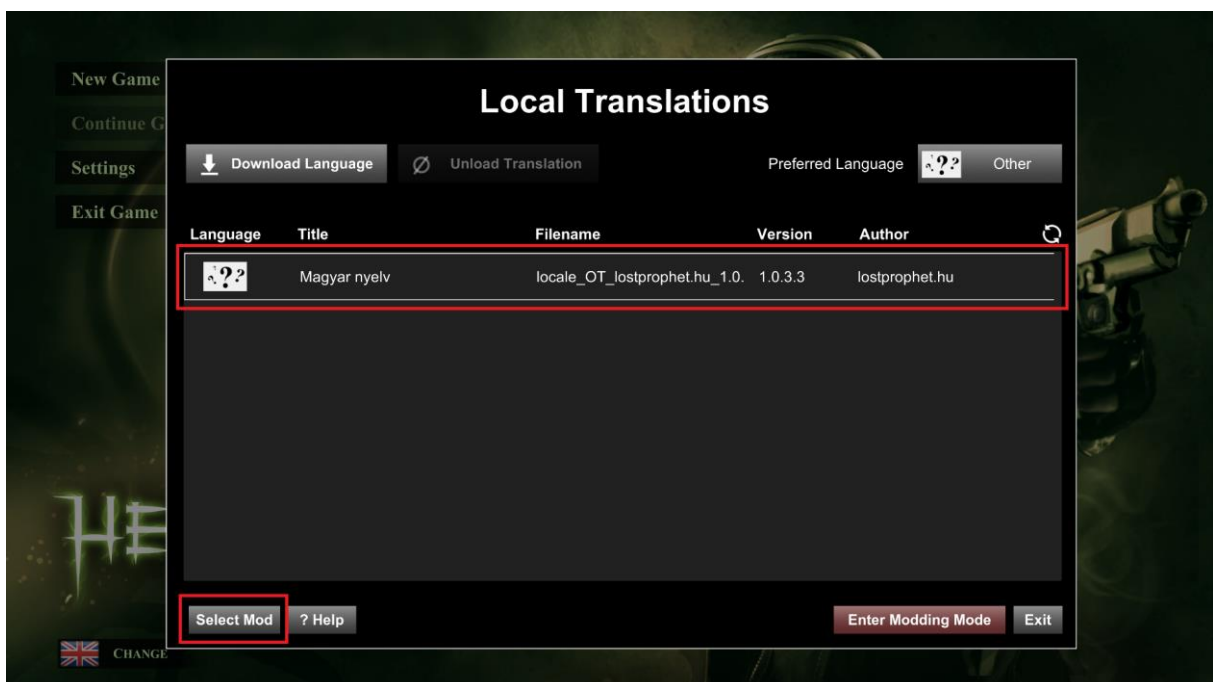 New Game
Continue G
Settings
Exit Game
Local Translations
Download Language
Unload Translation
Preferred Language
??
Other
Language Title Filename Version Author
?? Magyar nyelv locale_OT_lostprophet.hu_1.0. 1.0.3.3 lostprophet.hu
HE
Select Mod
? Help
Enter Modding Mode
Exit
CHANGE